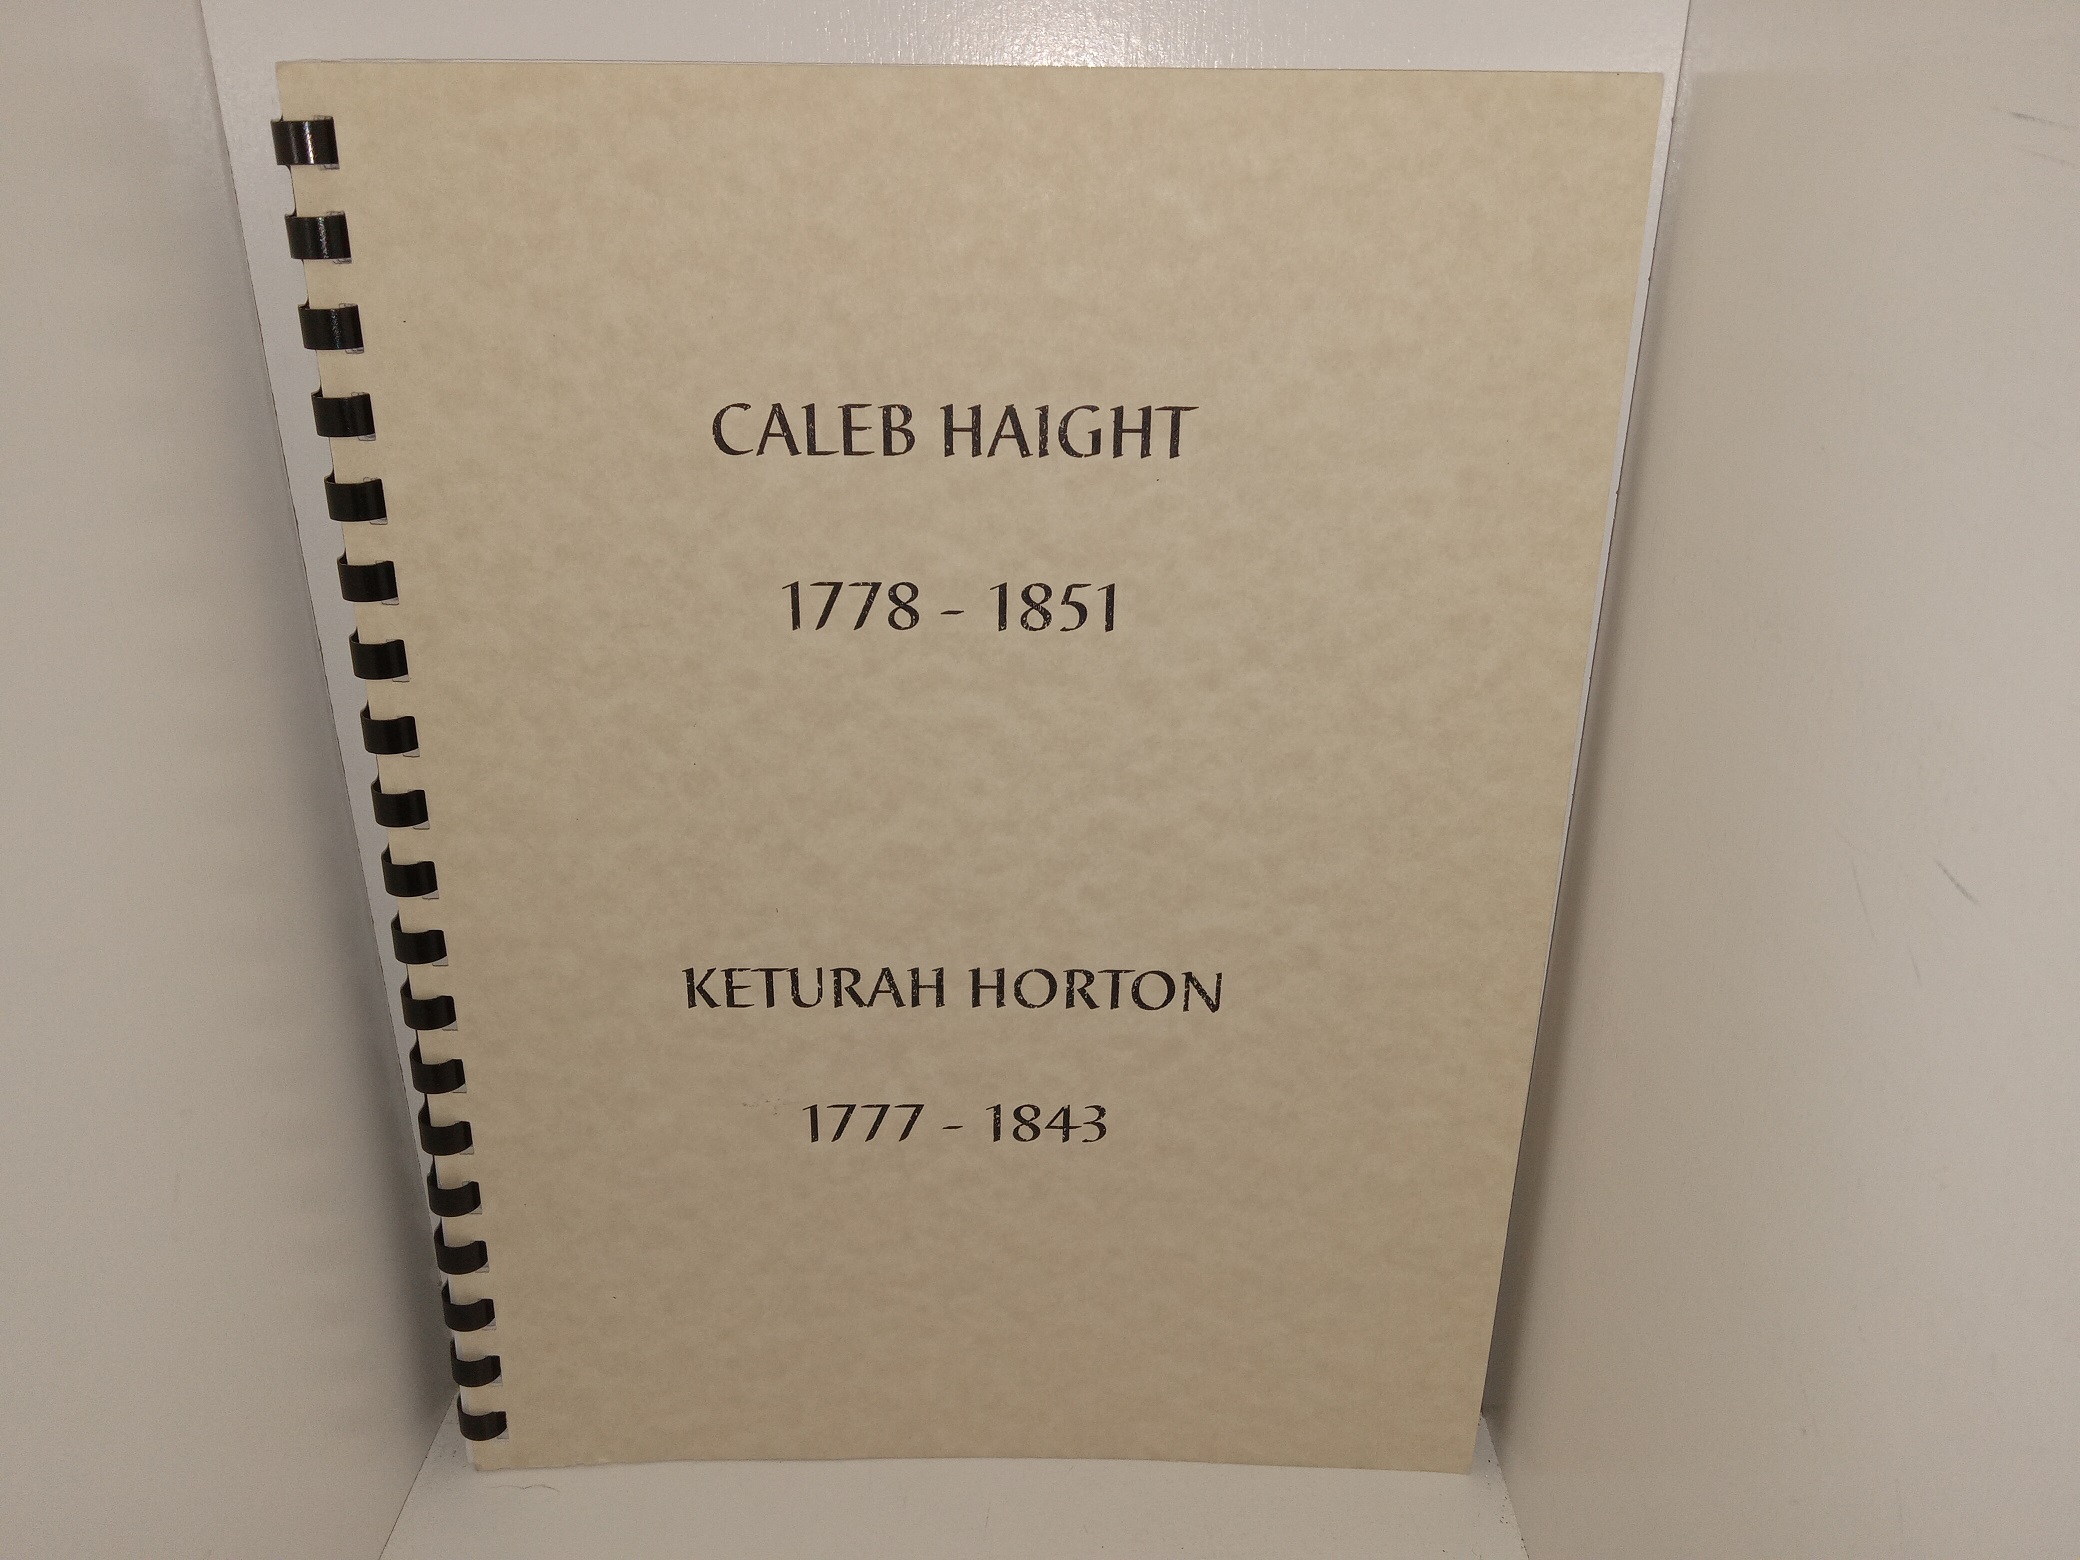 CALEB HAIGHT
1778 - 1851
KETURAH HORTON
1777 - 1843